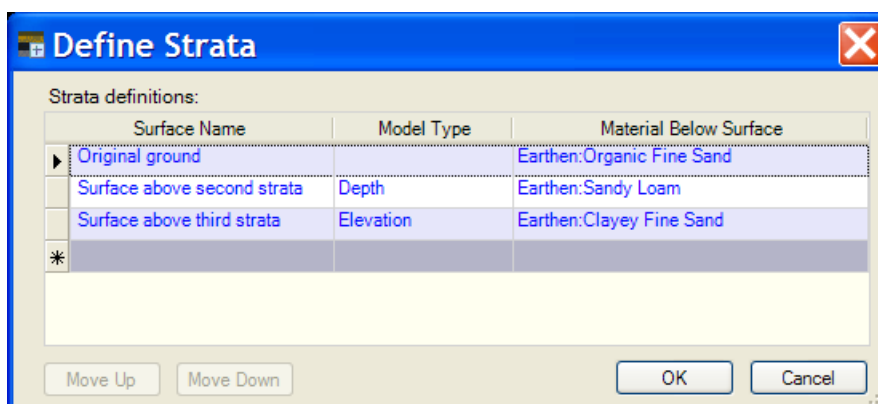 Define Strata
Strata definitions:
Surface Name Model Type Material Below Surface
Original ground Earthen:Organic Fine Sand
Surface above second strata Depth Earthen:Sandy Loam
Surface above third strata Elevation Earthen:Clayey Fine Sand
Move Up Move Down OK Cancel